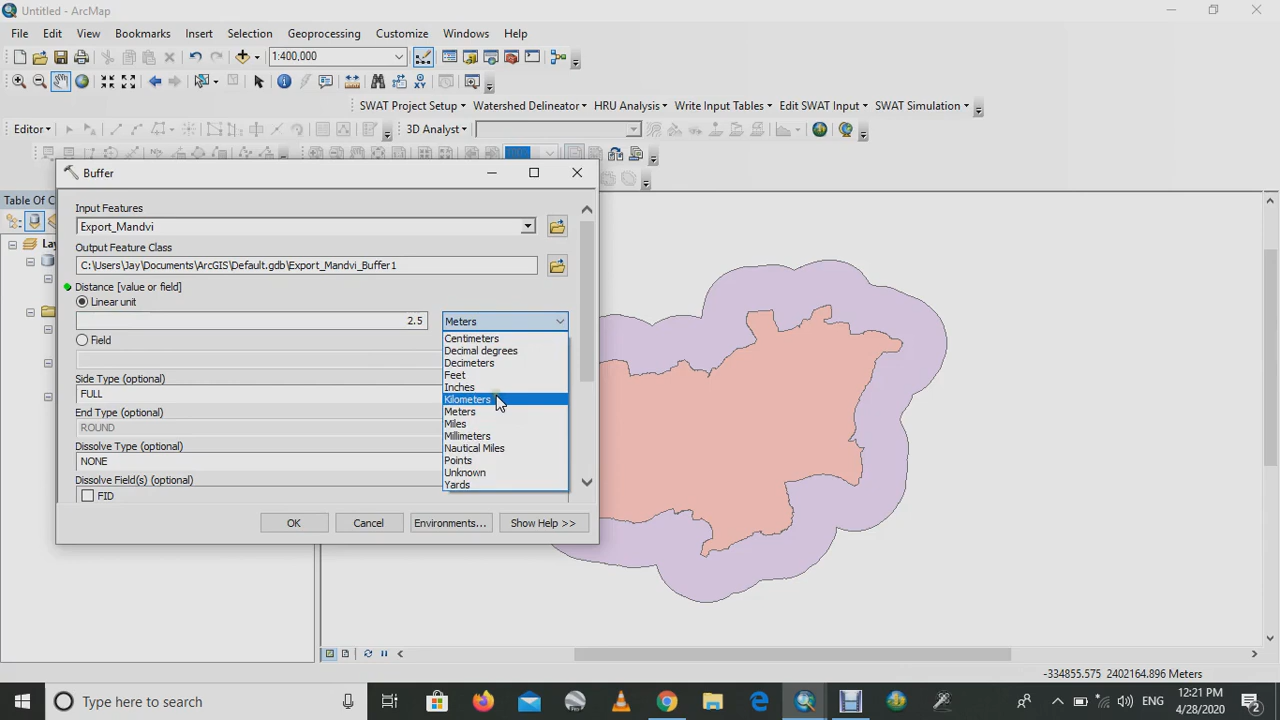 Untitled - ArcMap
File Edit View Bookmarks Insert Selection Geoprocessing Customize Windows Help
1:400,000
SWAT Project Setup Watershed Delineator HRU Analysis Write Input Tables Edit SWAT Input SWAT Simulation
Editor 3D Analyst
Buffer
Table Of C
Input Features
Export_Mandvi
Lay
Output Feature Class
C:\Users\Jay\Documents\ArcGIS\Default.gdb\Export_Mandvi_Buffer1
Distance [value or field]
Linear unit
2.5 Meters
Centimeters
Field
Decimal degrees
Decimeters
Feet
Side Type (optional)
Inches
FULL
Kilometers
End Type (optional)
Meters
ROUND
Miles
Millimeters
Dissolve Type (optional)
Nautical Miles
NONE
Points
Unknown
Dissolve Field(s) (optional)
Yards
FID
OK Cancel Environments... Show Help >>
-334855.575 2402164.896 Meters
Type here to search
ENG
12:21 PM
4/28/2020
2